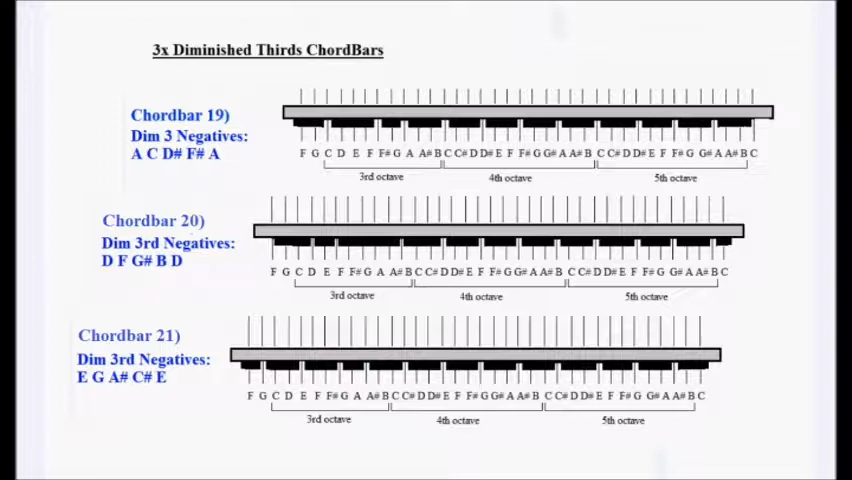 3x Diminished Thirds ChordBars
Chordbar 19)
Dim 3 Negatives:
A C D# F# A
F G C D E F F# G A A# B C C# D D# E F F# G G# A A# B C C# D D# E F F# G G# A A# B C
3rd octave 4th octave 5th octave
Chordbar 20)
Dim 3rd Negatives:
D F G# B D
F G C D E F F# G A A# B C C# D D# E F F# G G# A A# B C C# D D# E F F# G G# A A# B C
3rd octave 4th octave 5th octave
Chordbar 21)
Dim 3rd Negatives:
E G A# C# E
F G C D E F F# G A A# B C C# D D# E F F# G G# A A# B C C# D D# E F F# G G# A A# B C
3rd octave 4th octave 5th octave